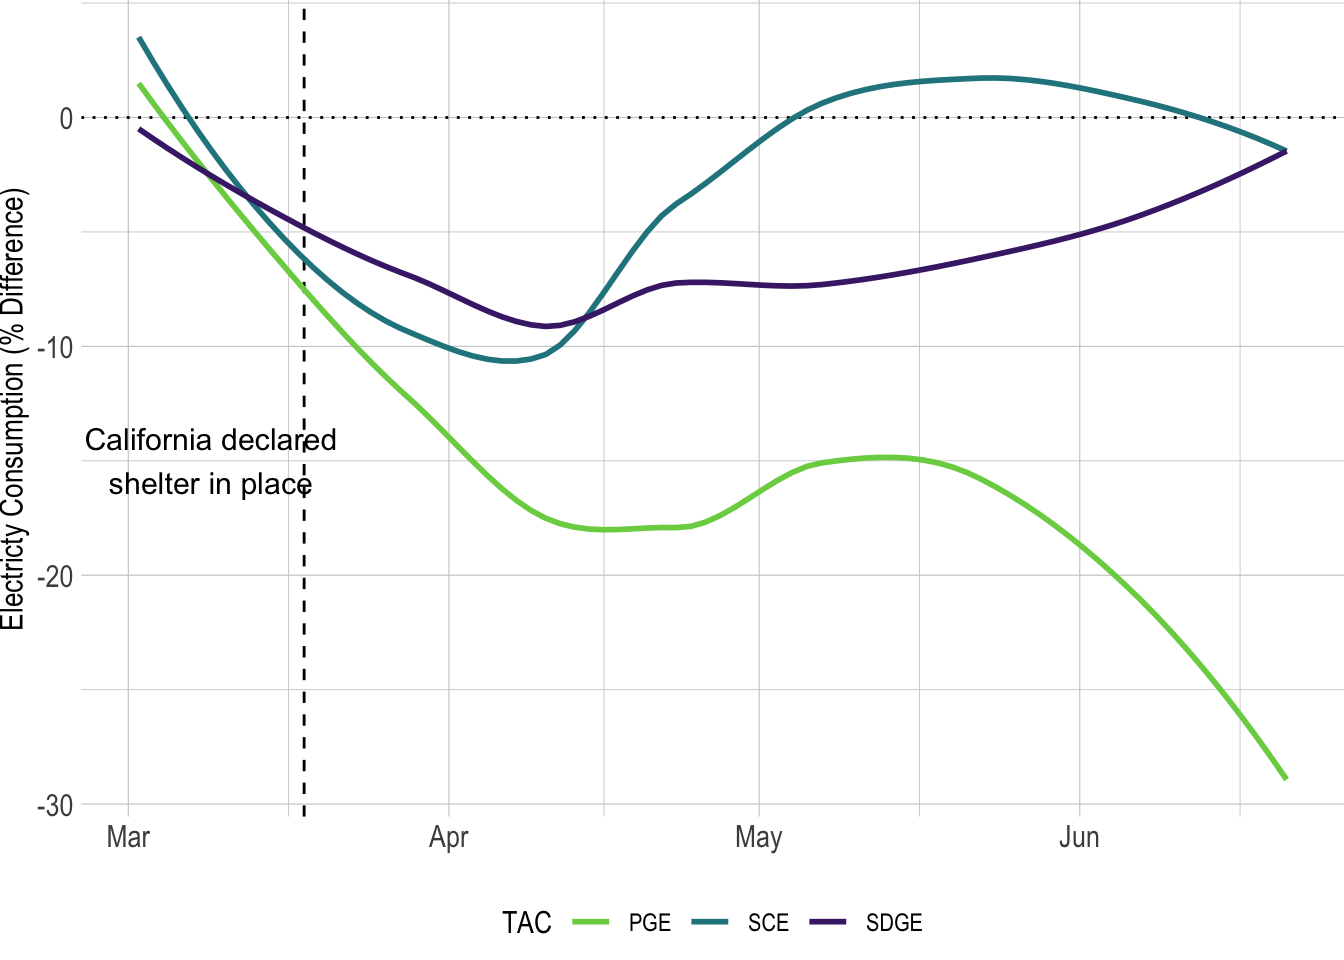 Electricty Consumption (% Difference)
0
-10
-20
-30
California declared
shelter in place
Mar Apr May Jun
TAC PGE SCE SDGE